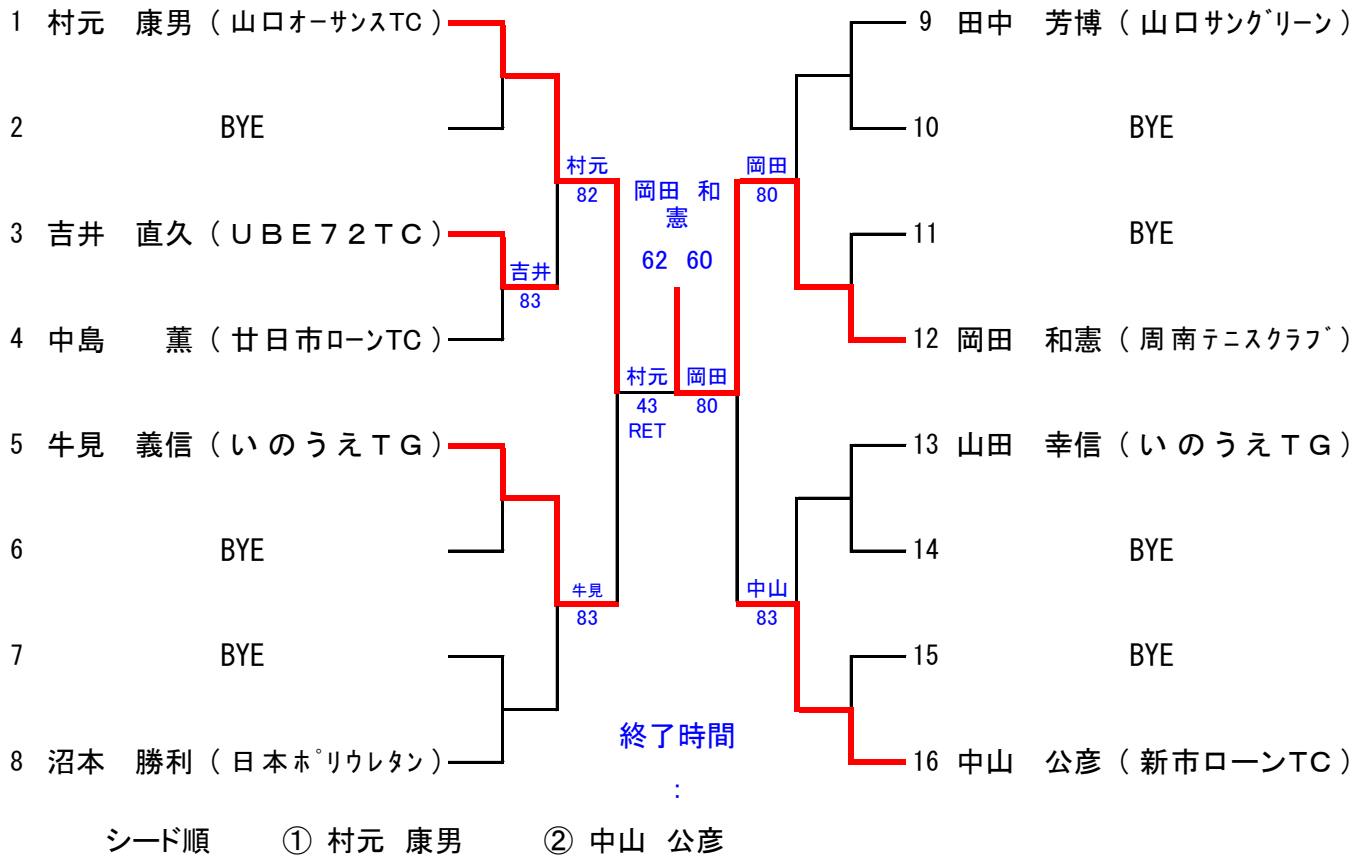 1 村元 康男 ( 山口オーサンスTC )
2 BYE
村元
82
3 吉井 直久 ( ＵＢＥ７２ＴＣ )
吉井
83
4 中島 薫 ( 廿日市ローンTC )
村元
43
RET
5 牛見 義信 ( いのうえＴＧ )
6 BYE
牛見
83
7 BYE
8 沼本 勝利 ( 日本ﾎﾟﾘｳﾚﾀﾝ )
岡田 和
憲
62 60
9 田中 芳博 ( 山口ｻﾝｸﾞﾘｰﾝ )
10 BYE
岡田
80
11 BYE
12 岡田 和憲 ( 周南ﾃﾆｽｸﾗﾌﾞ )
岡田
80
13 山田 幸信 ( いのうえＴＧ )
14 BYE
中山
83
15 BYE
16 中山 公彦 ( 新市ローンTC )
終了時間
:
シード順 ① 村元 康男 ② 中山 公彦